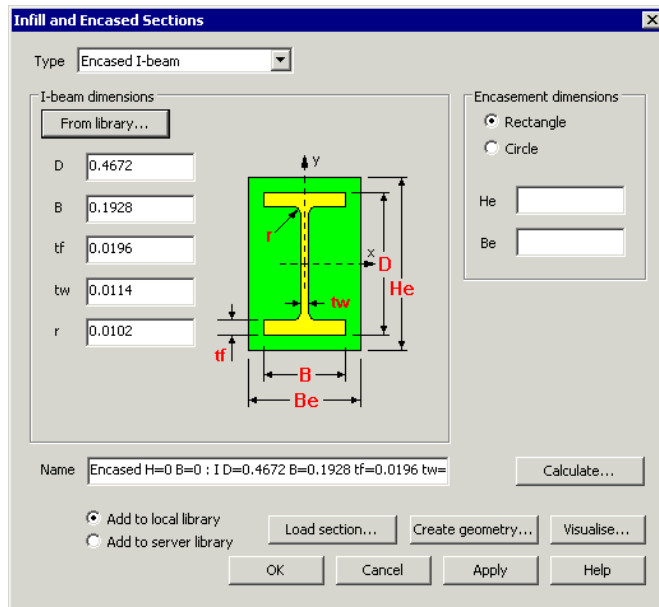 Infill and Encased Sections
Type Encased I-beam
I-beam dimensions
From library...
D 0.4672
B 0.1928
tf 0.0196
tw 0.0114
r 0.0102
y
r
x
D
He
tw
tf
B
Be
Encasement dimensions
Rectangle
Circle
He
Be
Name Encased H=0 B=0 : I D=0.4672 B=0.1928 tf=0.0196 tw=
Calculate...
Add to local library
Add to server library
Load section... Create geometry... Visualise...
OK Cancel Apply Help